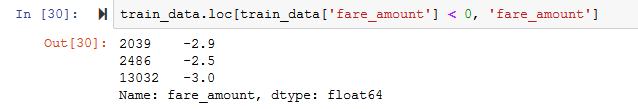 In [30]: train_data.loc[train_data['fare_amount'] < 0, 'fare_amount']
Out[30]: 2039 -2.9
2486 -2.5
13032 -3.0
Name: fare_amount, dtype: float64